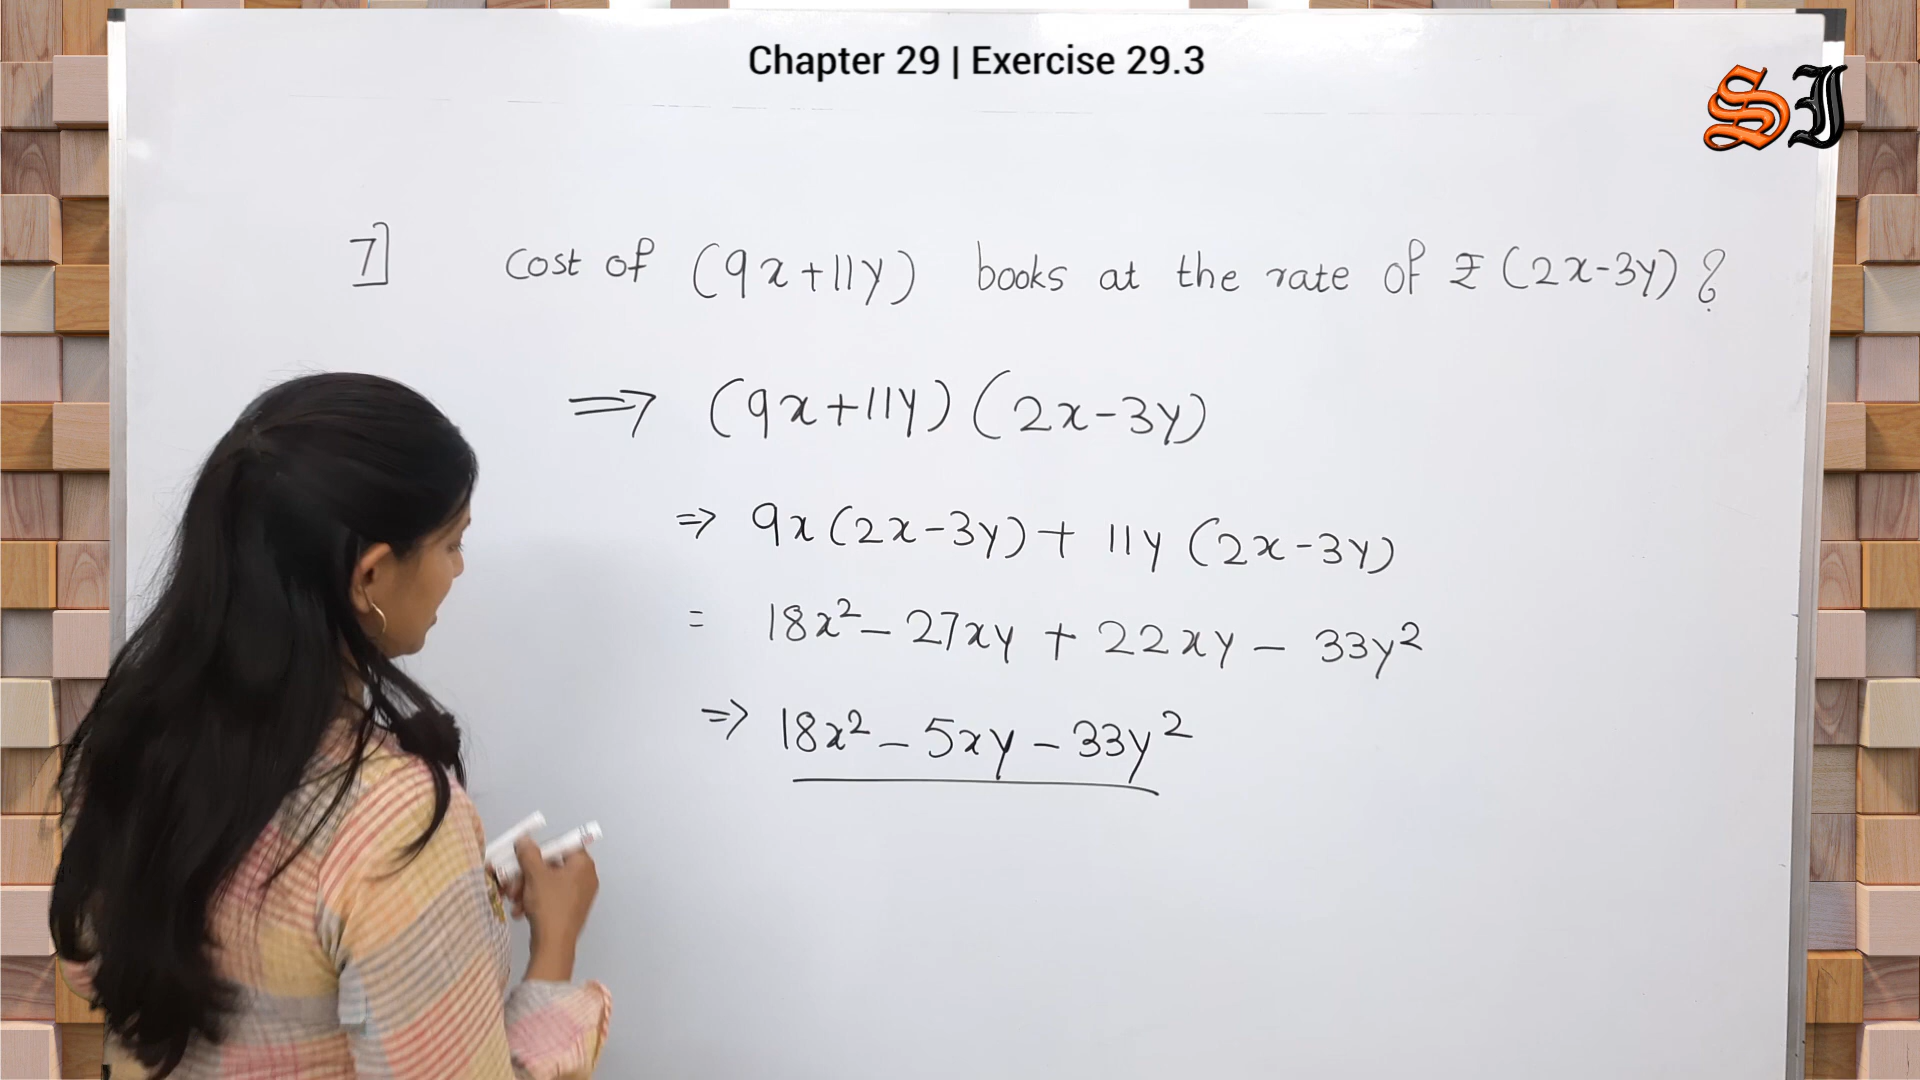 Chapter 29 | Exercise 29.3
SJ
7] Cost of (9x+11y) books at the rate of ₹ (2x-3y) ?
⇒ (9x+11y) (2x-3y)
⇒ 9x(2x-3y) + 11y (2x-3y)
= 18x² - 27xy + 22xy - 33y²
⇒ 18x² - 5xy - 33y²